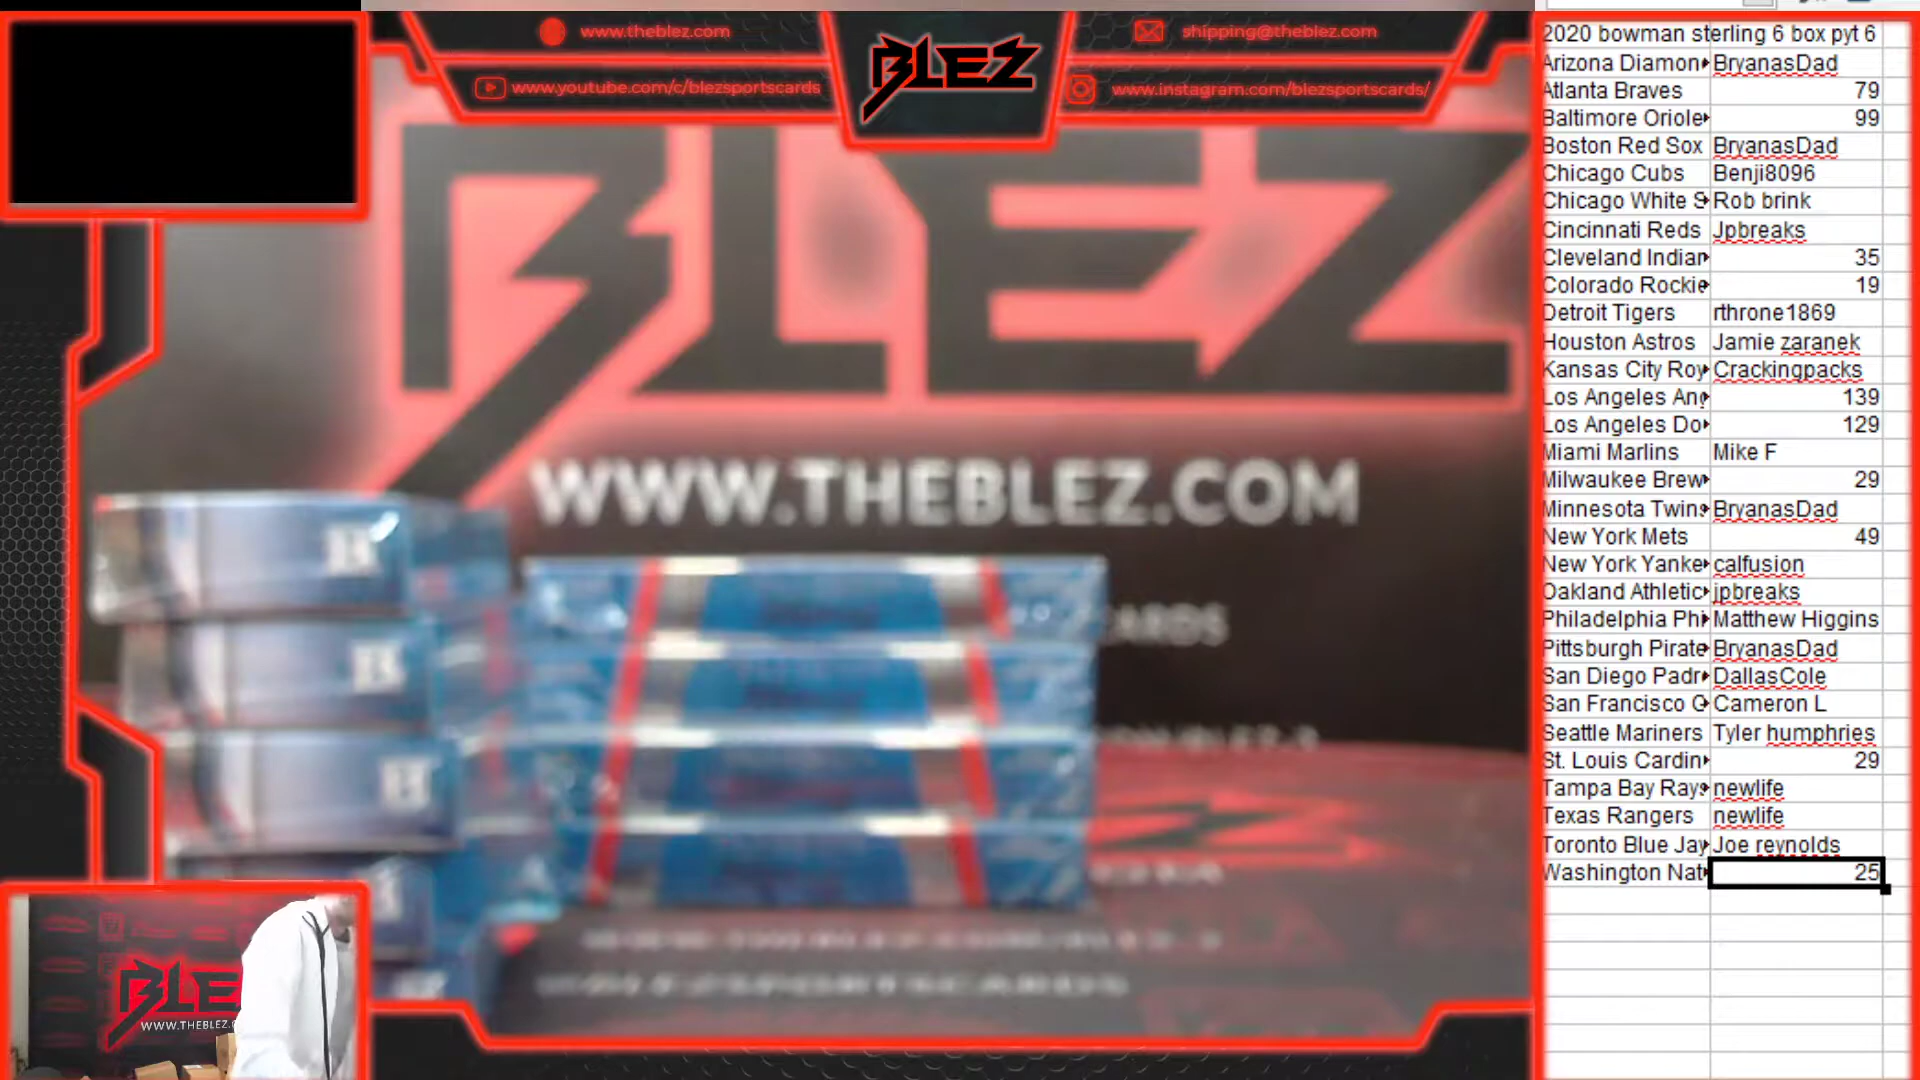 www.theblez.com
BLEZ
shipping@theblez.com
www.youtube.com/c/blezsportscards
www.instagram.com/blezsportscards/
BLEZ
WWW.THEBLEZ.COM
CARDS
B
B
B
BLE
WWW.THEBLEZ.C
2020 bowman sterling 6 box pyt 6
Arizona Diamon BryanasDad
Atlanta Braves 79
Baltimore Oriole 99
Boston Red Sox BryanasDad
Chicago Cubs Benji8096
Chicago White S Rob brink
Cincinnati Reds Jpbreaks
Cleveland Indian 35
Colorado Rockie 19
Detroit Tigers rthrone1869
Houston Astros Jamie zaranek
Kansas City Roy Crackingpacks
Los Angeles Ang 139
Los Angeles Do 129
Miami Marlins Mike F
Milwaukee Brew 29
Minnesota Twins BryanasDad
New York Mets 49
New York Yanke calfusion
Oakland Athletic jpbreaks
Philadelphia Phi Matthew Higgins
Pittsburgh Pirate BryanasDad
San Diego Padr DallasCole
San Francisco G Cameron L
Seattle Mariners Tyler humphries
St. Louis Cardin 29
Tampa Bay Rays newlife
Texas Rangers newlife
Toronto Blue Jay Joe reynolds
Washington Nat 25